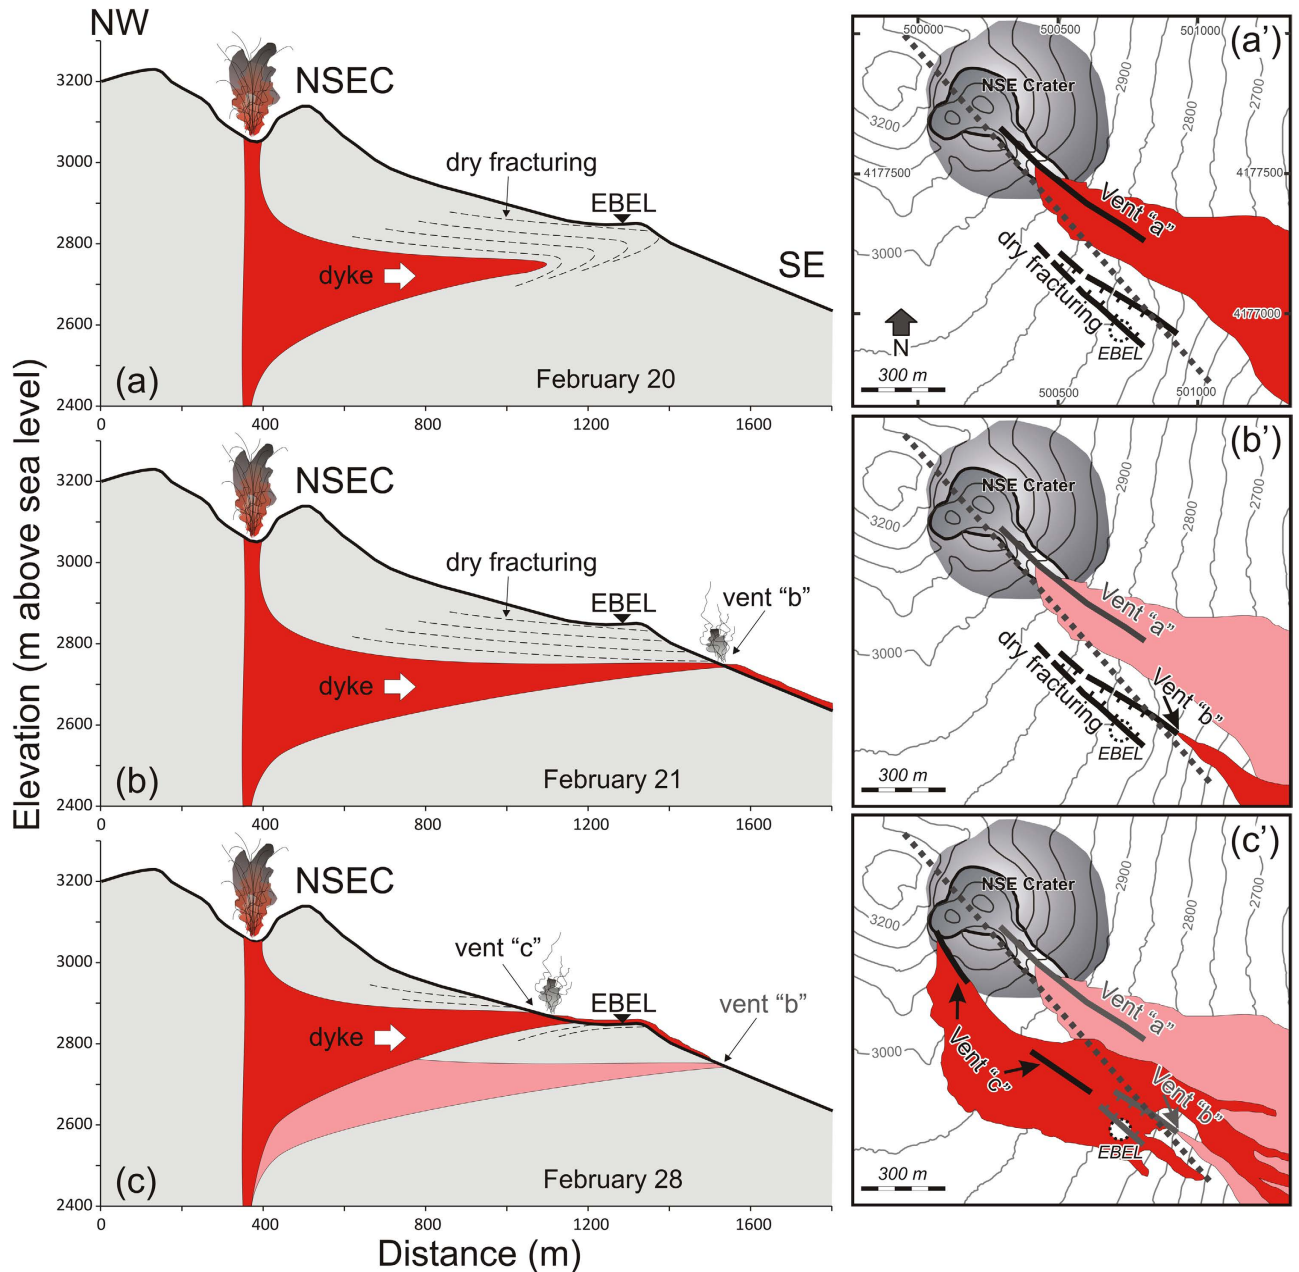 NW
NSEC
dry fracturing
EBEL
SE
dyke
(a)
February 20
3200
3000
2800
2600
2400
0
400
800
1200
1600
(a')
500000
500500
501000
NSE Crater
2900
2800
2700
3200
3000
4177500
4177000
Vent "a"
dry fracturing
EBEL
N
300 m
500500
501000
Elevation (m above sea level)
NSEC
dry fracturing
EBEL
vent "b"
dyke
(b)
February 21
3200
3000
2800
2600
2400
0
400
800
1200
1600
(b')
NSE Crater
2900
2800
2700
3200
3000
Vent "a"
Vent "b"
dry fracturing
EBEL
300 m
NSEC
vent "c"
EBEL
vent "b"
dyke
(c)
February 28
3200
3000
2800
2600
2400
0
400
800
1200
1600
Distance (m)
(c')
NSE Crater
2900
2800
2700
3200
3000
Vent "a"
Vent "b"
Vent "c"
EBEL
300 m